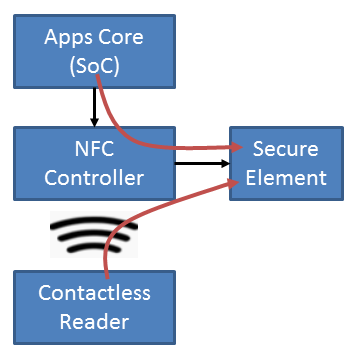 Apps Core
(SoC)
NFC
Controller
Secure
Element
Contactless
Reader